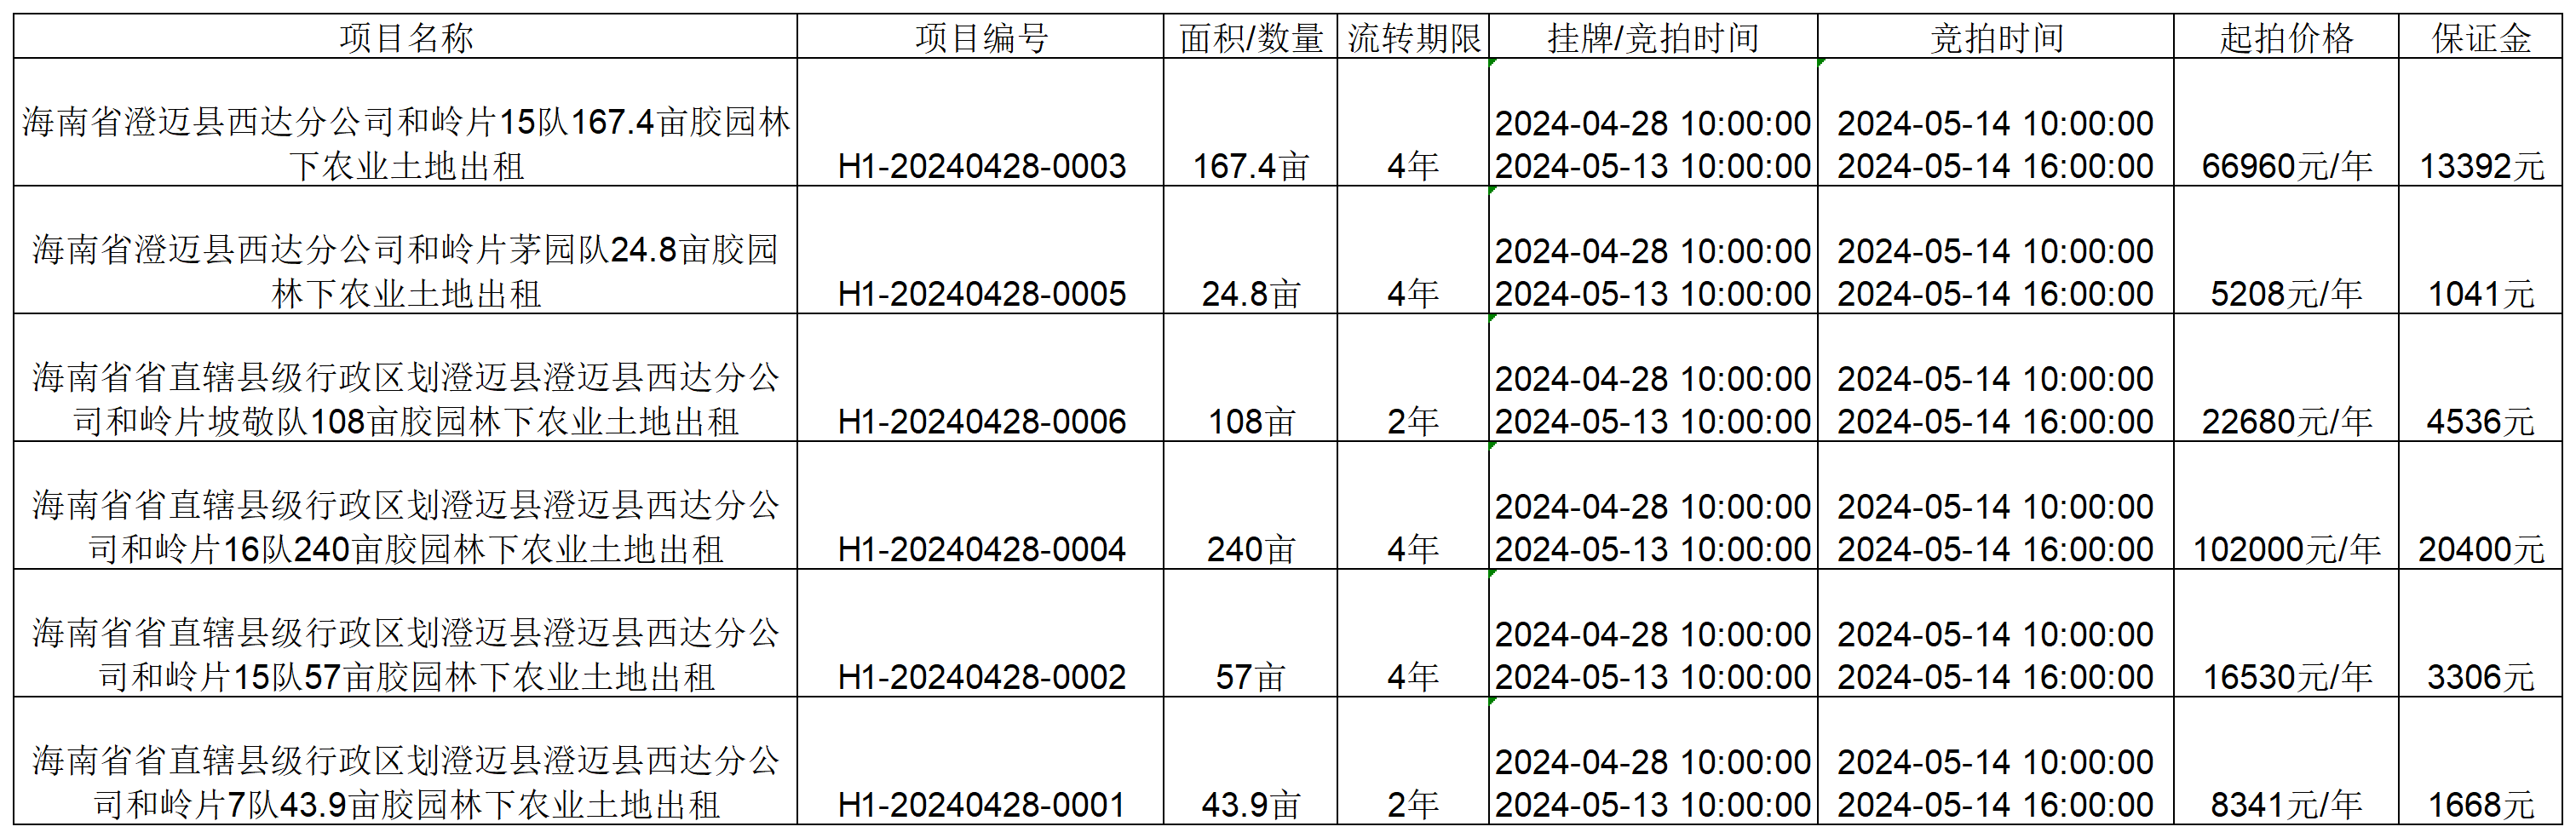 项目名称 项目编号 面积/数量 流转期限 挂牌/竞拍时间 竞拍时间 起拍价格 保证金
海南省澄迈县西达分公司和岭片15队167.4亩胶园林 2024-04-28 10:00:00 2024-05-14 10:00:00
下农业土地出租 H1-20240428-0003 167.4亩 4年 2024-05-13 10:00:00 2024-05-14 16:00:00 66960元/年 13392元
海南省澄迈县西达分公司和岭片茅园队24.8亩胶园 2024-04-28 10:00:00 2024-05-14 10:00:00
林下农业土地出租 H1-20240428-0005 24.8亩 4年 2024-05-13 10:00:00 2024-05-14 16:00:00 5208元/年 1041元
海南省省直辖县级行政区划澄迈县澄迈县西达分公 2024-04-28 10:00:00 2024-05-14 10:00:00
司和岭片坡敬队108亩胶园林下农业土地出租 H1-20240428-0006 108亩 2年 2024-05-13 10:00:00 2024-05-14 16:00:00 22680元/年 4536元
海南省省直辖县级行政区划澄迈县澄迈县西达分公 2024-04-28 10:00:00 2024-05-14 10:00:00
司和岭片16队240亩胶园林下农业土地出租 H1-20240428-0004 240亩 4年 2024-05-13 10:00:00 2024-05-14 16:00:00 102000元/年 20400元
海南省省直辖县级行政区划澄迈县澄迈县西达分公 2024-04-28 10:00:00 2024-05-14 10:00:00
司和岭片15队57亩胶园林下农业土地出租 H1-20240428-0002 57亩 4年 2024-05-13 10:00:00 2024-05-14 16:00:00 16530元/年 3306元
海南省省直辖县级行政区划澄迈县澄迈县西达分公 2024-04-28 10:00:00 2024-05-14 10:00:00
司和岭片7队43.9亩胶园林下农业土地出租 H1-20240428-0001 43.9亩 2年 2024-05-13 10:00:00 2024-05-14 16:00:00 8341元/年 1668元